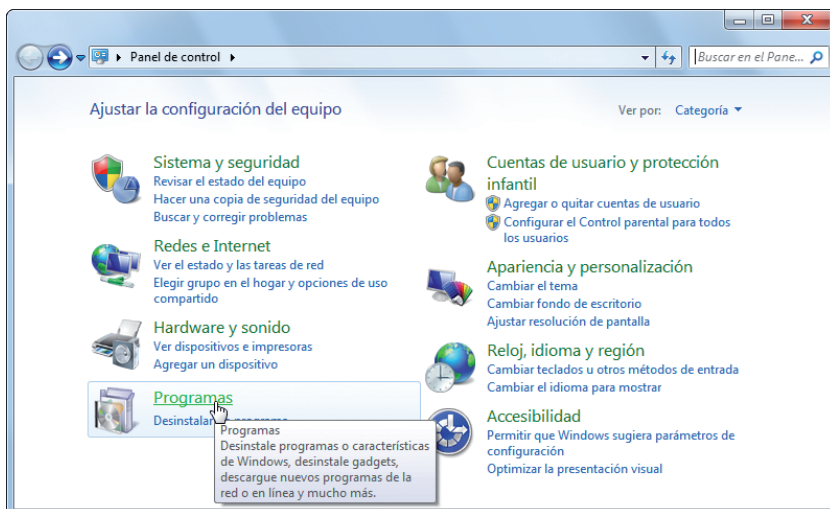 Panel de control
Buscar en el Pane...
Ajustar la configuración del equipo
Ver por: Categoría
Sistema y seguridad
Revisar el estado del equipo
Hacer una copia de seguridad del equipo
Buscar y corregir problemas
Redes e Internet
Ver el estado y las tareas de red
Elegir grupo en el hogar y opciones de uso
compartido
Hardware y sonido
Ver dispositivos e impresoras
Agregar un dispositivo
Programas
Desinstalar
Programas
Desinstale programas o características
de Windows, desinstale gadgets,
descargue nuevos programas de la
red o en línea y mucho más.
Cuentas de usuario y protección
infantil
Agregar o quitar cuentas de usuario
Configurar el Control parental para todos
los usuarios
Apariencia y personalización
Cambiar el tema
Cambiar fondo de escritorio
Ajustar resolución de pantalla
Reloj, idioma y región
Cambiar teclados u otros métodos de entrada
Cambiar el idioma para mostrar
Accesibilidad
Permitir que Windows sugiera parámetros de
configuración
Optimizar la presentación visual